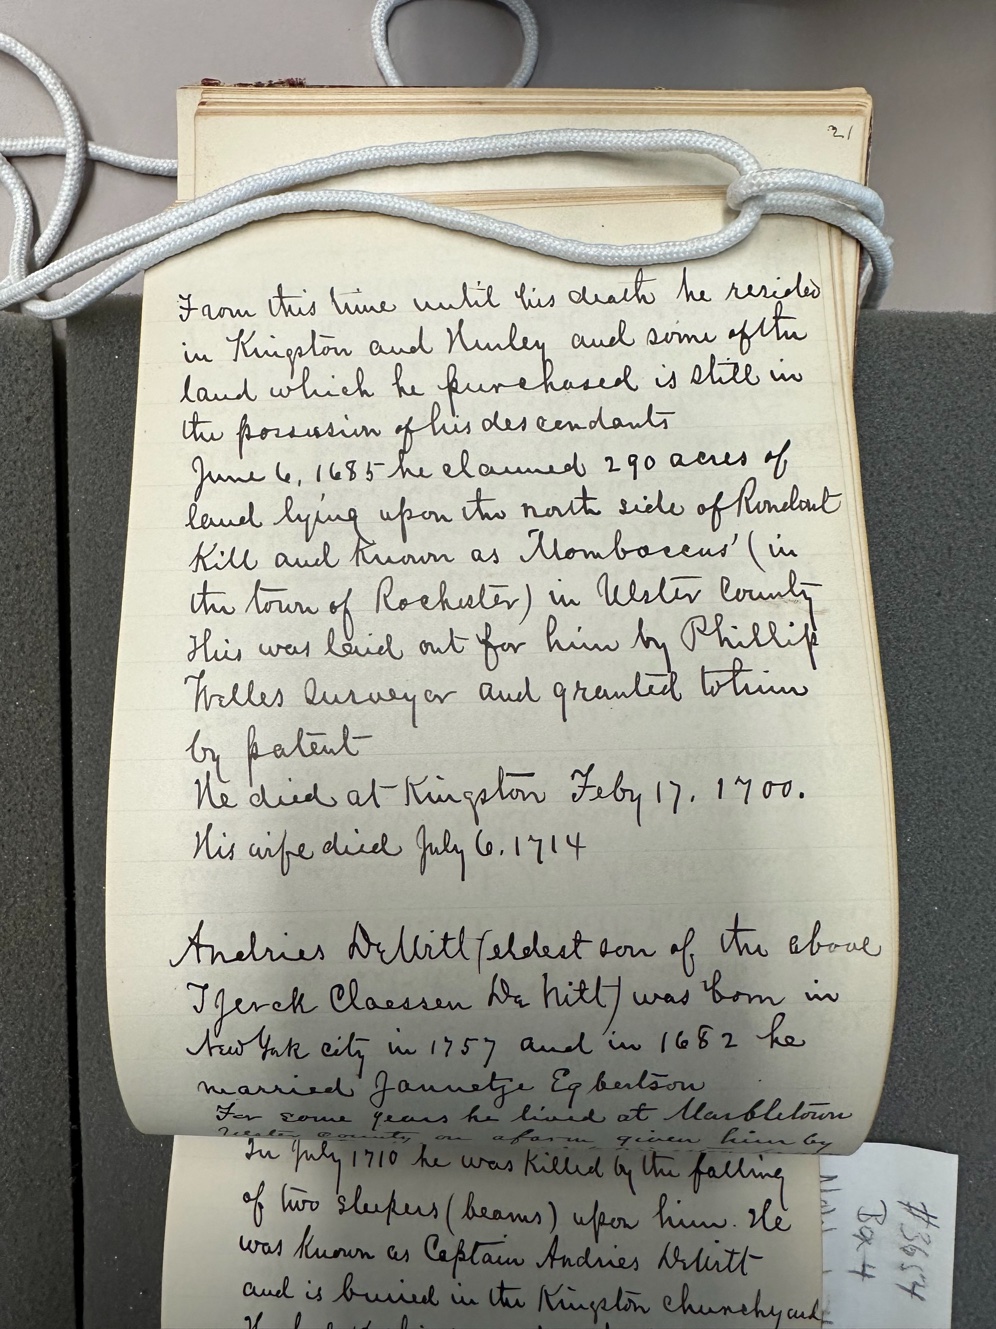 21
From this time until his death he resided
in Kingston and Hurley and some of the
land which he purchased is still in
the possession of his descendants
June 6, 1685 he claimed 290 acres of
land lying upon the north side of Rondout
Kill and known as "Mombaccus" (in
the town of Rochester) in Ulster County
This was laid out for him by Phillip
Welles Surveyor and granted to him
by patent
He died at Kingston Feby 17, 1700.
His wife died July 6, 1714
Andries DeWitt (eldest son of the above
Tjerck Claessen De Witt) was born in
New York city in 1757 and in 1682 he
married Jannetje Egbertson
For some years he lived at Marbletown
Ulster County on a farm given him by
In July 1710 he was killed by the falling
of two sleepers (beams) upon him. He
was known as Captain Andries DeWitt
and is buried in the Kingston churchyard
#3654
Box 4